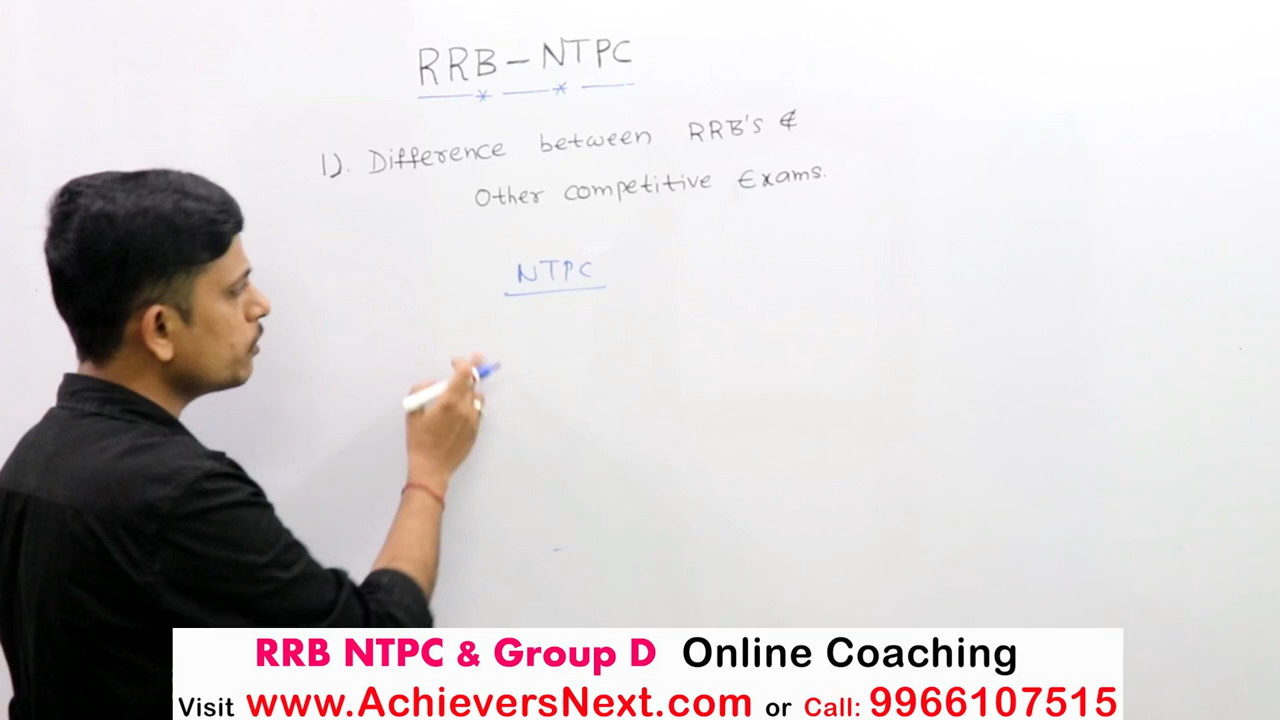 RRB - NTPC
1). Difference between RRB's &
Other competitive Exams.
NTPC
RRB NTPC & Group D Online Coaching
Visit www.AchieversNext.com or Call: 9966107515